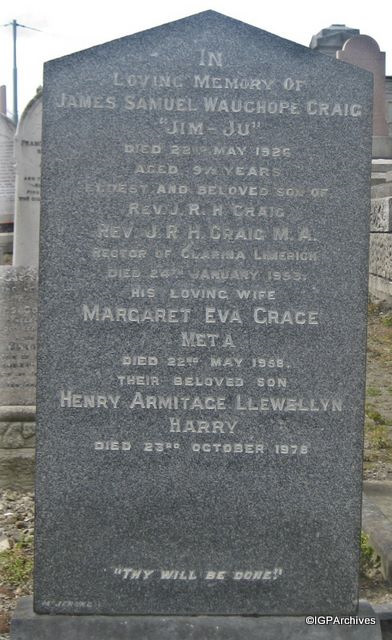 IN
LOVING MEMORY OF
JAMES SAMUEL WAUCHOPE CRAIG
"JIM-JU"
DIED 22ND MAY 1926
AGED 9½ YEARS
ELDEST AND BELOVED SON OF
REV. J. R. H. CRAIG
REV. J. R. H. CRAIG M.A.
RECTOR OF CLARINA LIMERICK
DIED 24TH JANUARY 1953.
HIS LOVING WIFE
MARGARET EVA GRACE
META
DIED 22ND MAY 1958.
THEIR BELOVED SON
HENRY ARMITAGE LLEWELLYN
HARRY
DIED 23RD OCTOBER 1978
"THY WILL BE DONE!"
©IGPArchives